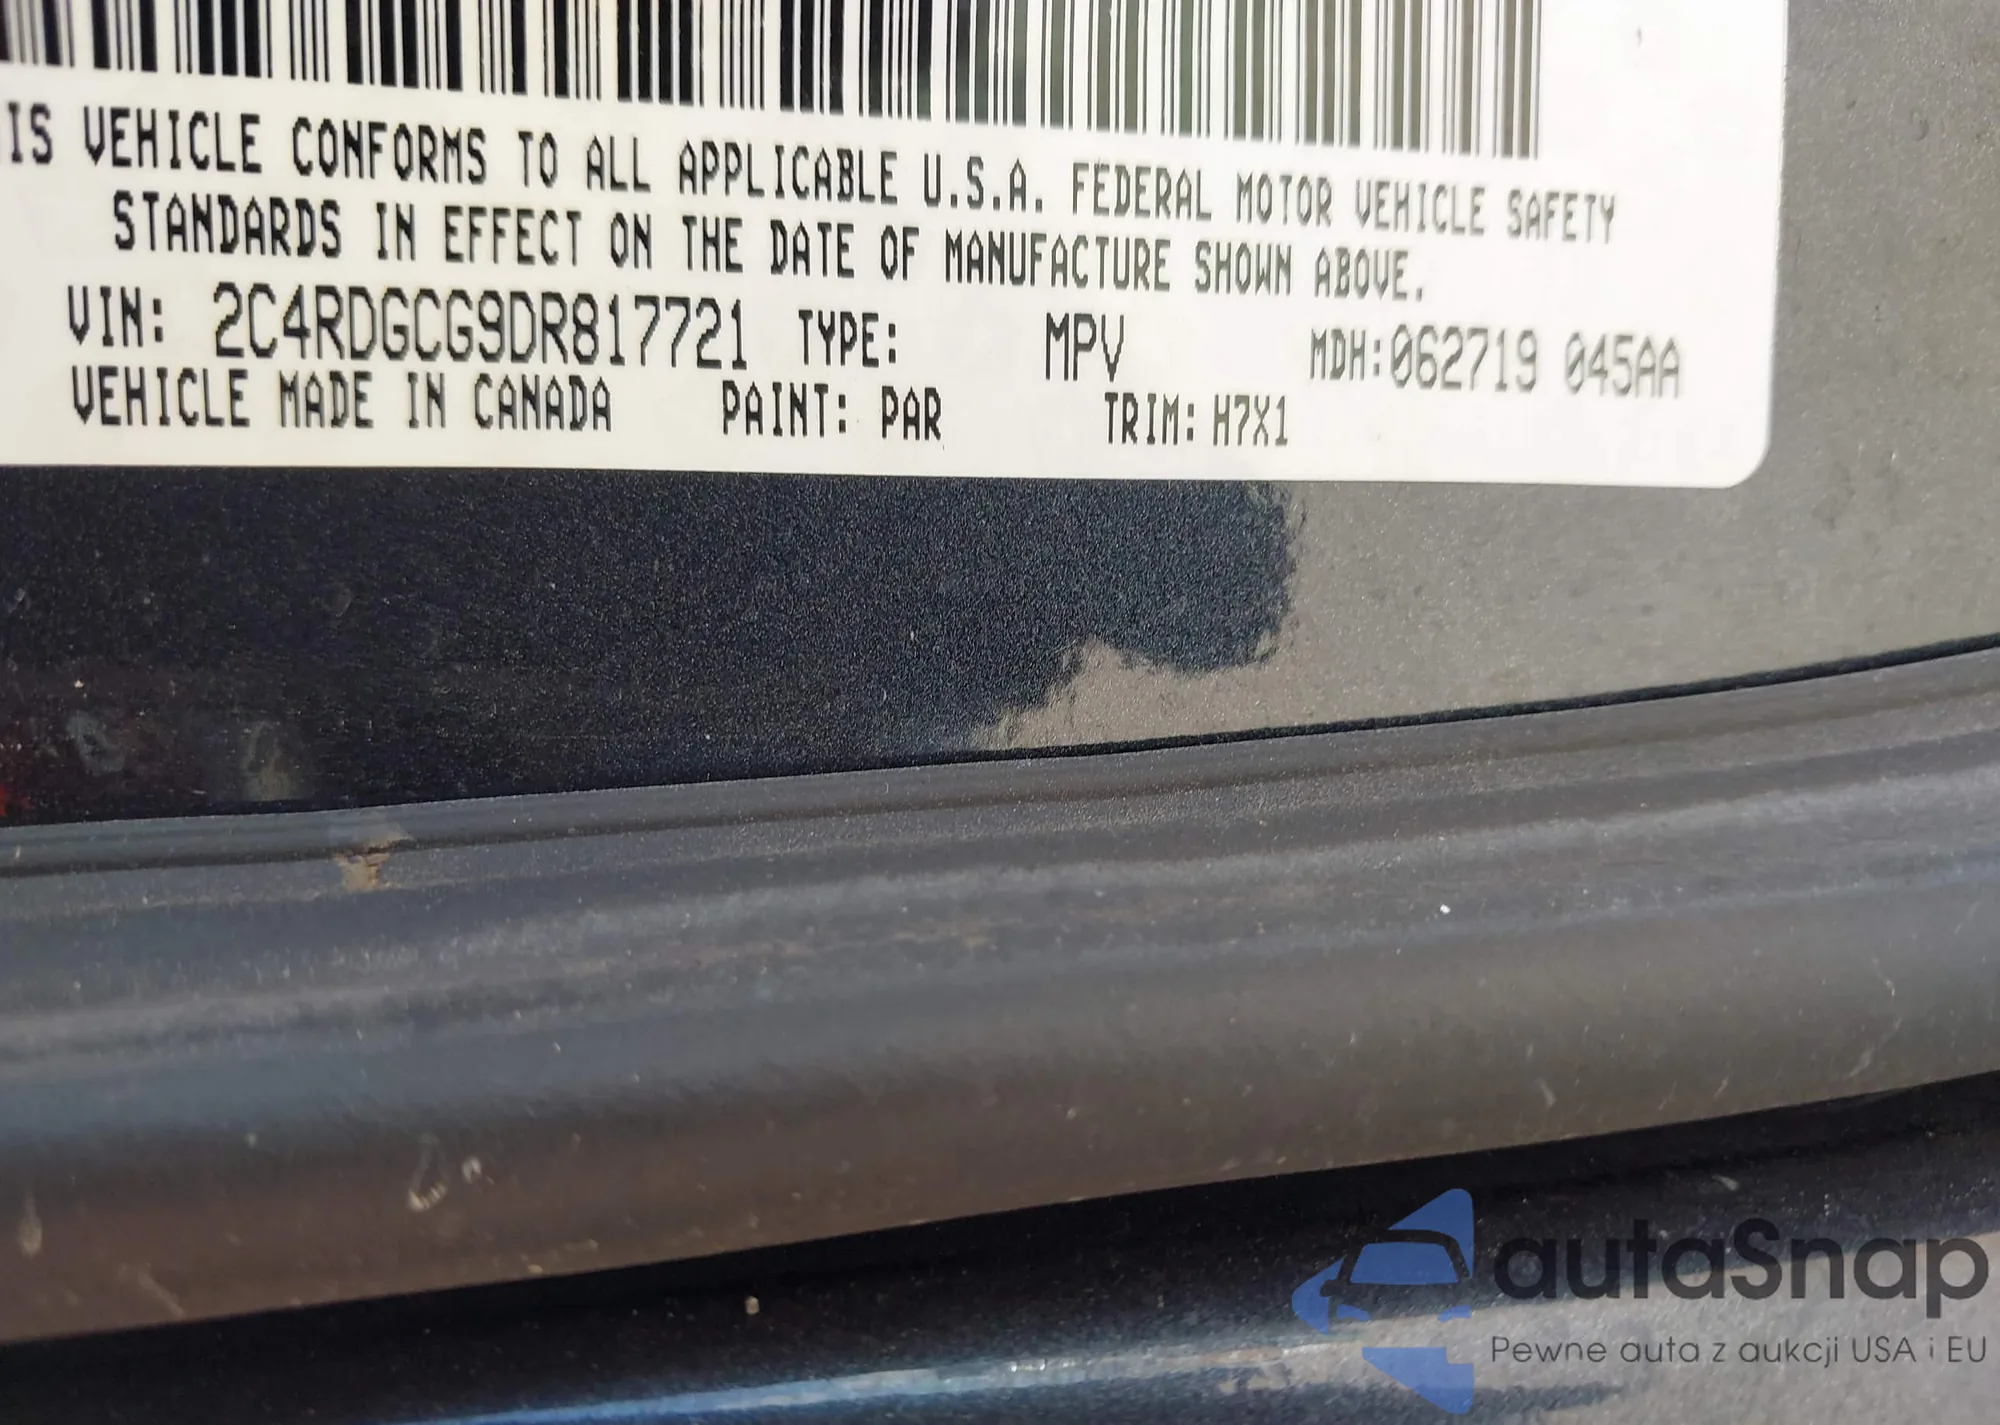 IS VEHICLE CONFORMS TO ALL APPLICABLE U.S.A. FEDERAL MOTOR VEHICLE SAFETY
STANDARDS IN EFFECT ON THE DATE OF MANUFACTURE SHOWN ABOVE.
VIN: 2C4RDGCG9DR817721 TYPE: MPV MDH:062719 045AA
VEHICLE MADE IN CANADA PAINT: PAR TRIM: H7X1
autaSnap
Pewne auta z aukcji USA i EU